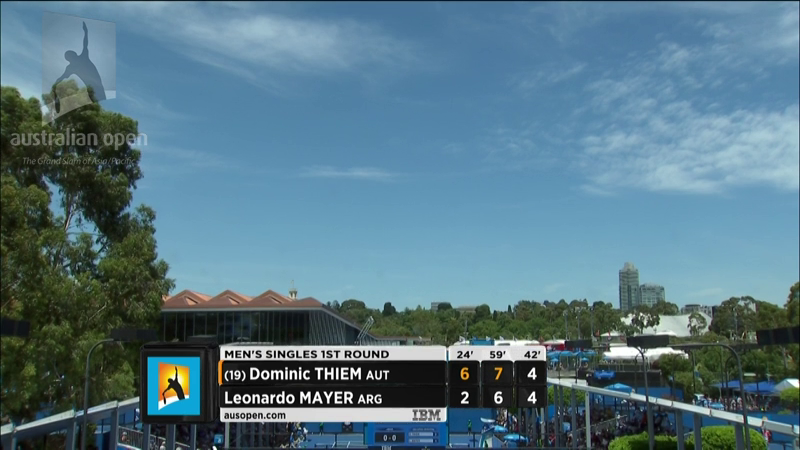 australian open
The Grand Slam of Asia/Pacific
MEN'S SINGLES 1ST ROUND 24' 59' 42'
(19) Dominic THIEM AUT 6 7 4
Leonardo MAYER ARG 2 6 4
ausopen.com IBM
0 - 0